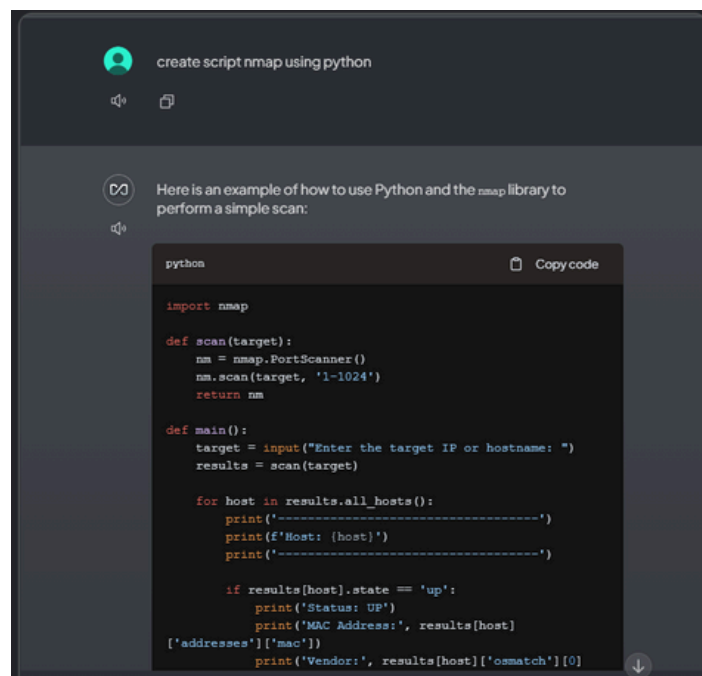 create script nmap using python
Here is an example of how to use Python and the nmap library to
perform a simple scan:
python
Copy code
import nmap
def scan(target):
    nm = nmap.PortScanner()
    nm.scan(target, '1-1024')
    return nm
def main():
    target = input("Enter the target IP or hostname: ")
    results = scan(target)
    for host in results.all_hosts():
        print('-----------------------------------')
        print(f'Host: {host}')
        print('-----------------------------------')
        if results[host].state == 'up':
            print('Status: UP')
            print('MAC Address:', results[host]
['addresses']['mac'])
            print('Vendor:', results[host]['osmatch'][0]